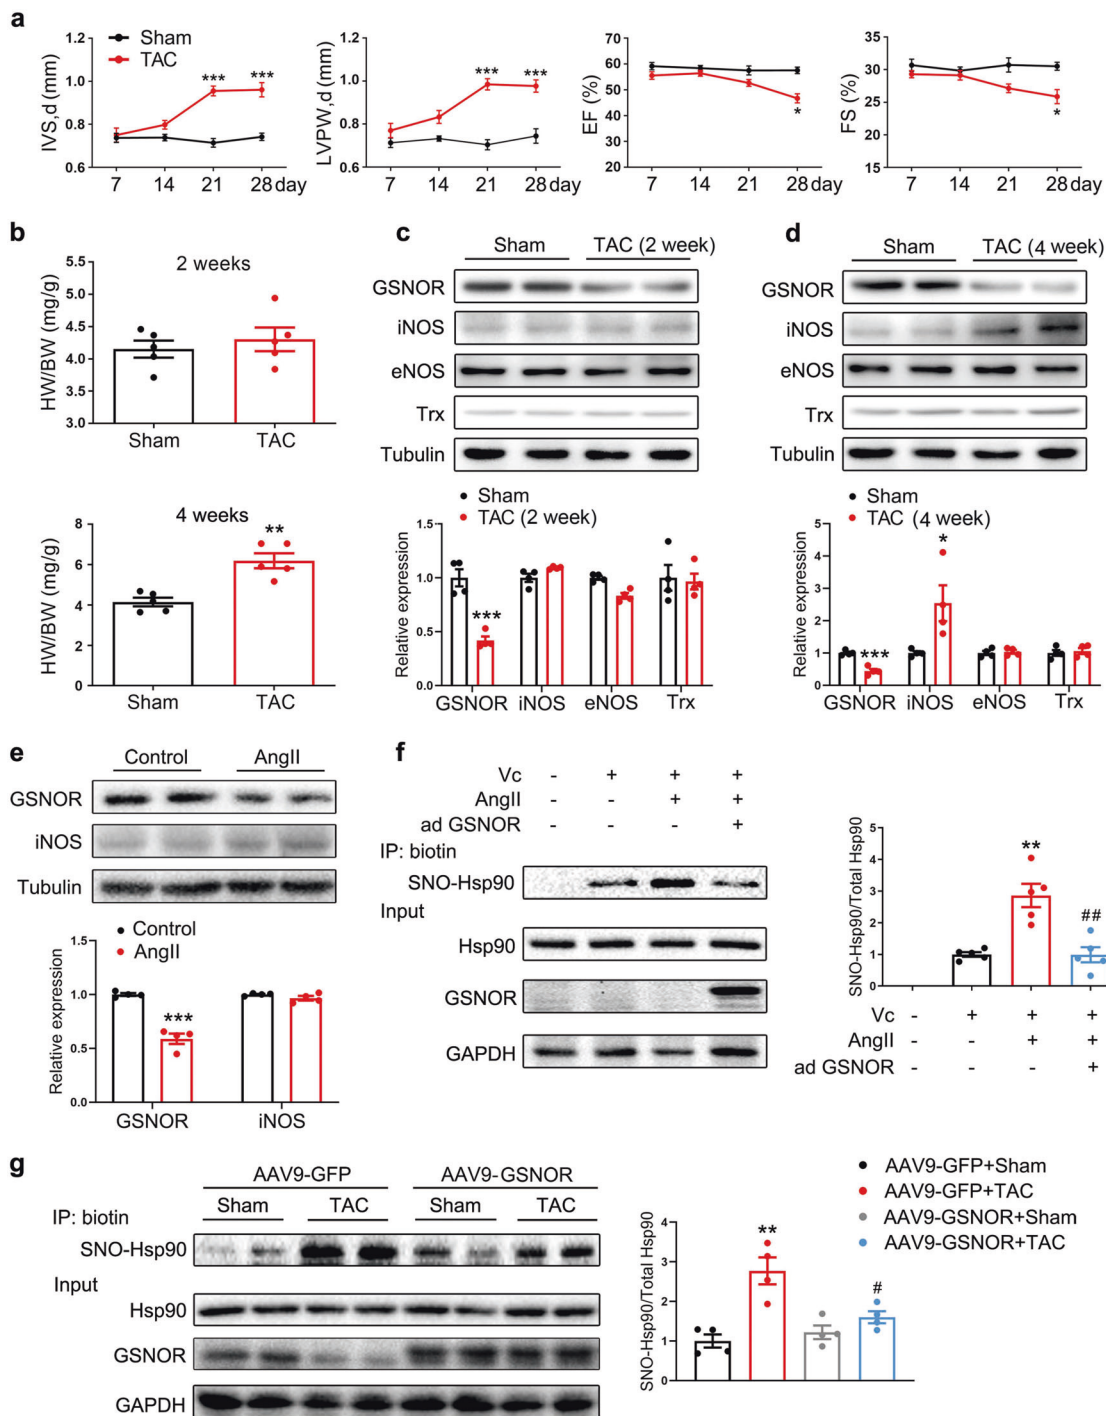 a
Sham
TAC
IVS,d (mm)
1.2
1.0
0.8
0.6
***
***
7 14 21 28 day
LVPW,d (mm)
1.2
1.0
0.8
0.6
***
***
7 14 21 28 day
EF (%)
70
60
50
40
30
20
*
7 14 21 28 day
FS (%)
35
30
25
20
15
*
7 14 21 28 day
b
2 weeks
HW/BW (mg/g)
5.5
5.0
4.5
4.0
3.5
3.0
Sham TAC
4 weeks
HW/BW (mg/g)
8
6
4
2
0
**
Sham TAC
c
Sham TAC (2 week)
GSNOR
iNOS
eNOS
Trx
Tubulin
Sham
TAC (2 week)
Relative expression
1.5
1.0
0.5
0.0
***
GSNOR iNOS eNOS Trx
d
Sham TAC (4 week)
GSNOR
iNOS
eNOS
Trx
Tubulin
Sham
TAC (4 week)
Relative expression
5
4
3
2
1
0
***
*
GSNOR iNOS eNOS Trx
e
Control AngII
GSNOR
iNOS
Tubulin
Control
AngII
Relative expression
1.5
1.0
0.5
0.0
***
GSNOR iNOS
f
Vc - + + +
AngII - - + +
ad GSNOR - - - +
IP: biotin
SNO-Hsp90
Input
Hsp90
GSNOR
GAPDH
SNO-Hsp90/Total Hsp90
5
4
3
2
1
0
**
##
Vc - + + +
AngII - - + +
ad GSNOR - - - +
g
AAV9-GFP AAV9-GSNOR
Sham TAC Sham TAC
IP: biotin
SNO-Hsp90
Input
Hsp90
GSNOR
GAPDH
SNO-Hsp90/Total Hsp90
4
3
2
1
0
**
#
AAV9-GFP+Sham
AAV9-GFP+TAC
AAV9-GSNOR+Sham
AAV9-GSNOR+TAC